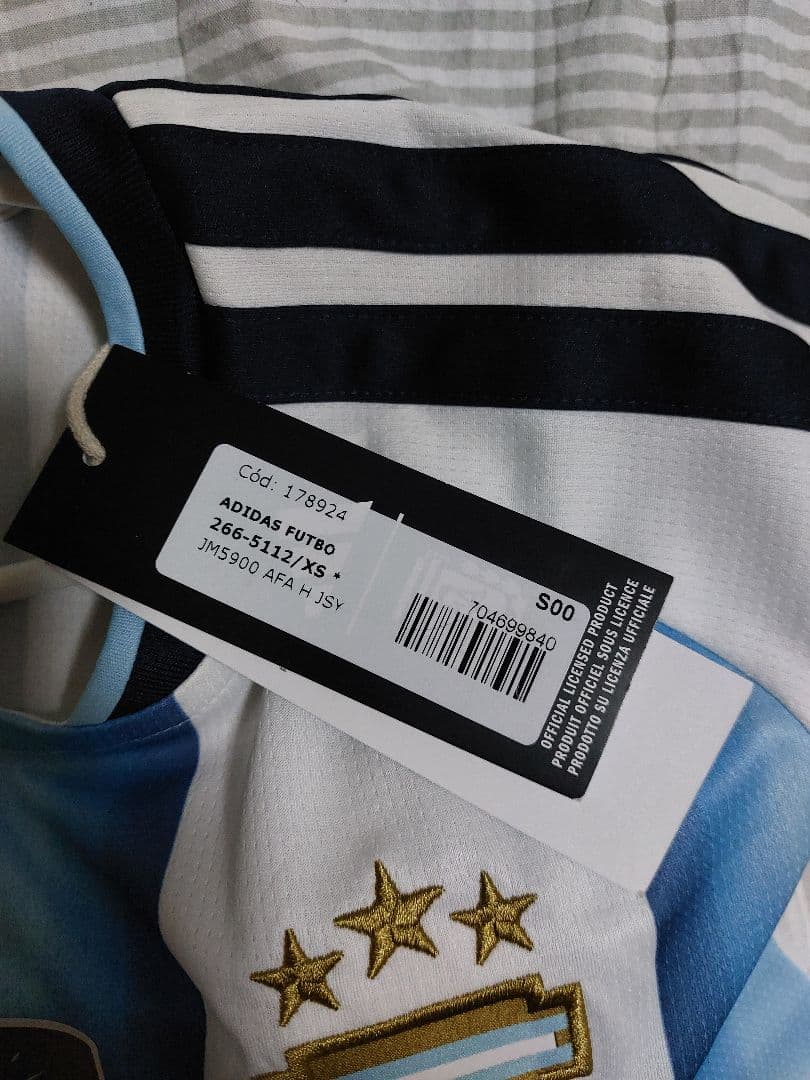 Cód: 178924
ADIDAS FUTBO
266-5112/XS *
JM5900 AFA H JSY
S00
704699840
OFFICIAL LICENSED PRODUCT
PRODUIT OFFICIEL SOUS LICENCE
PRODOTTO SU LICENZA UFFICIALE